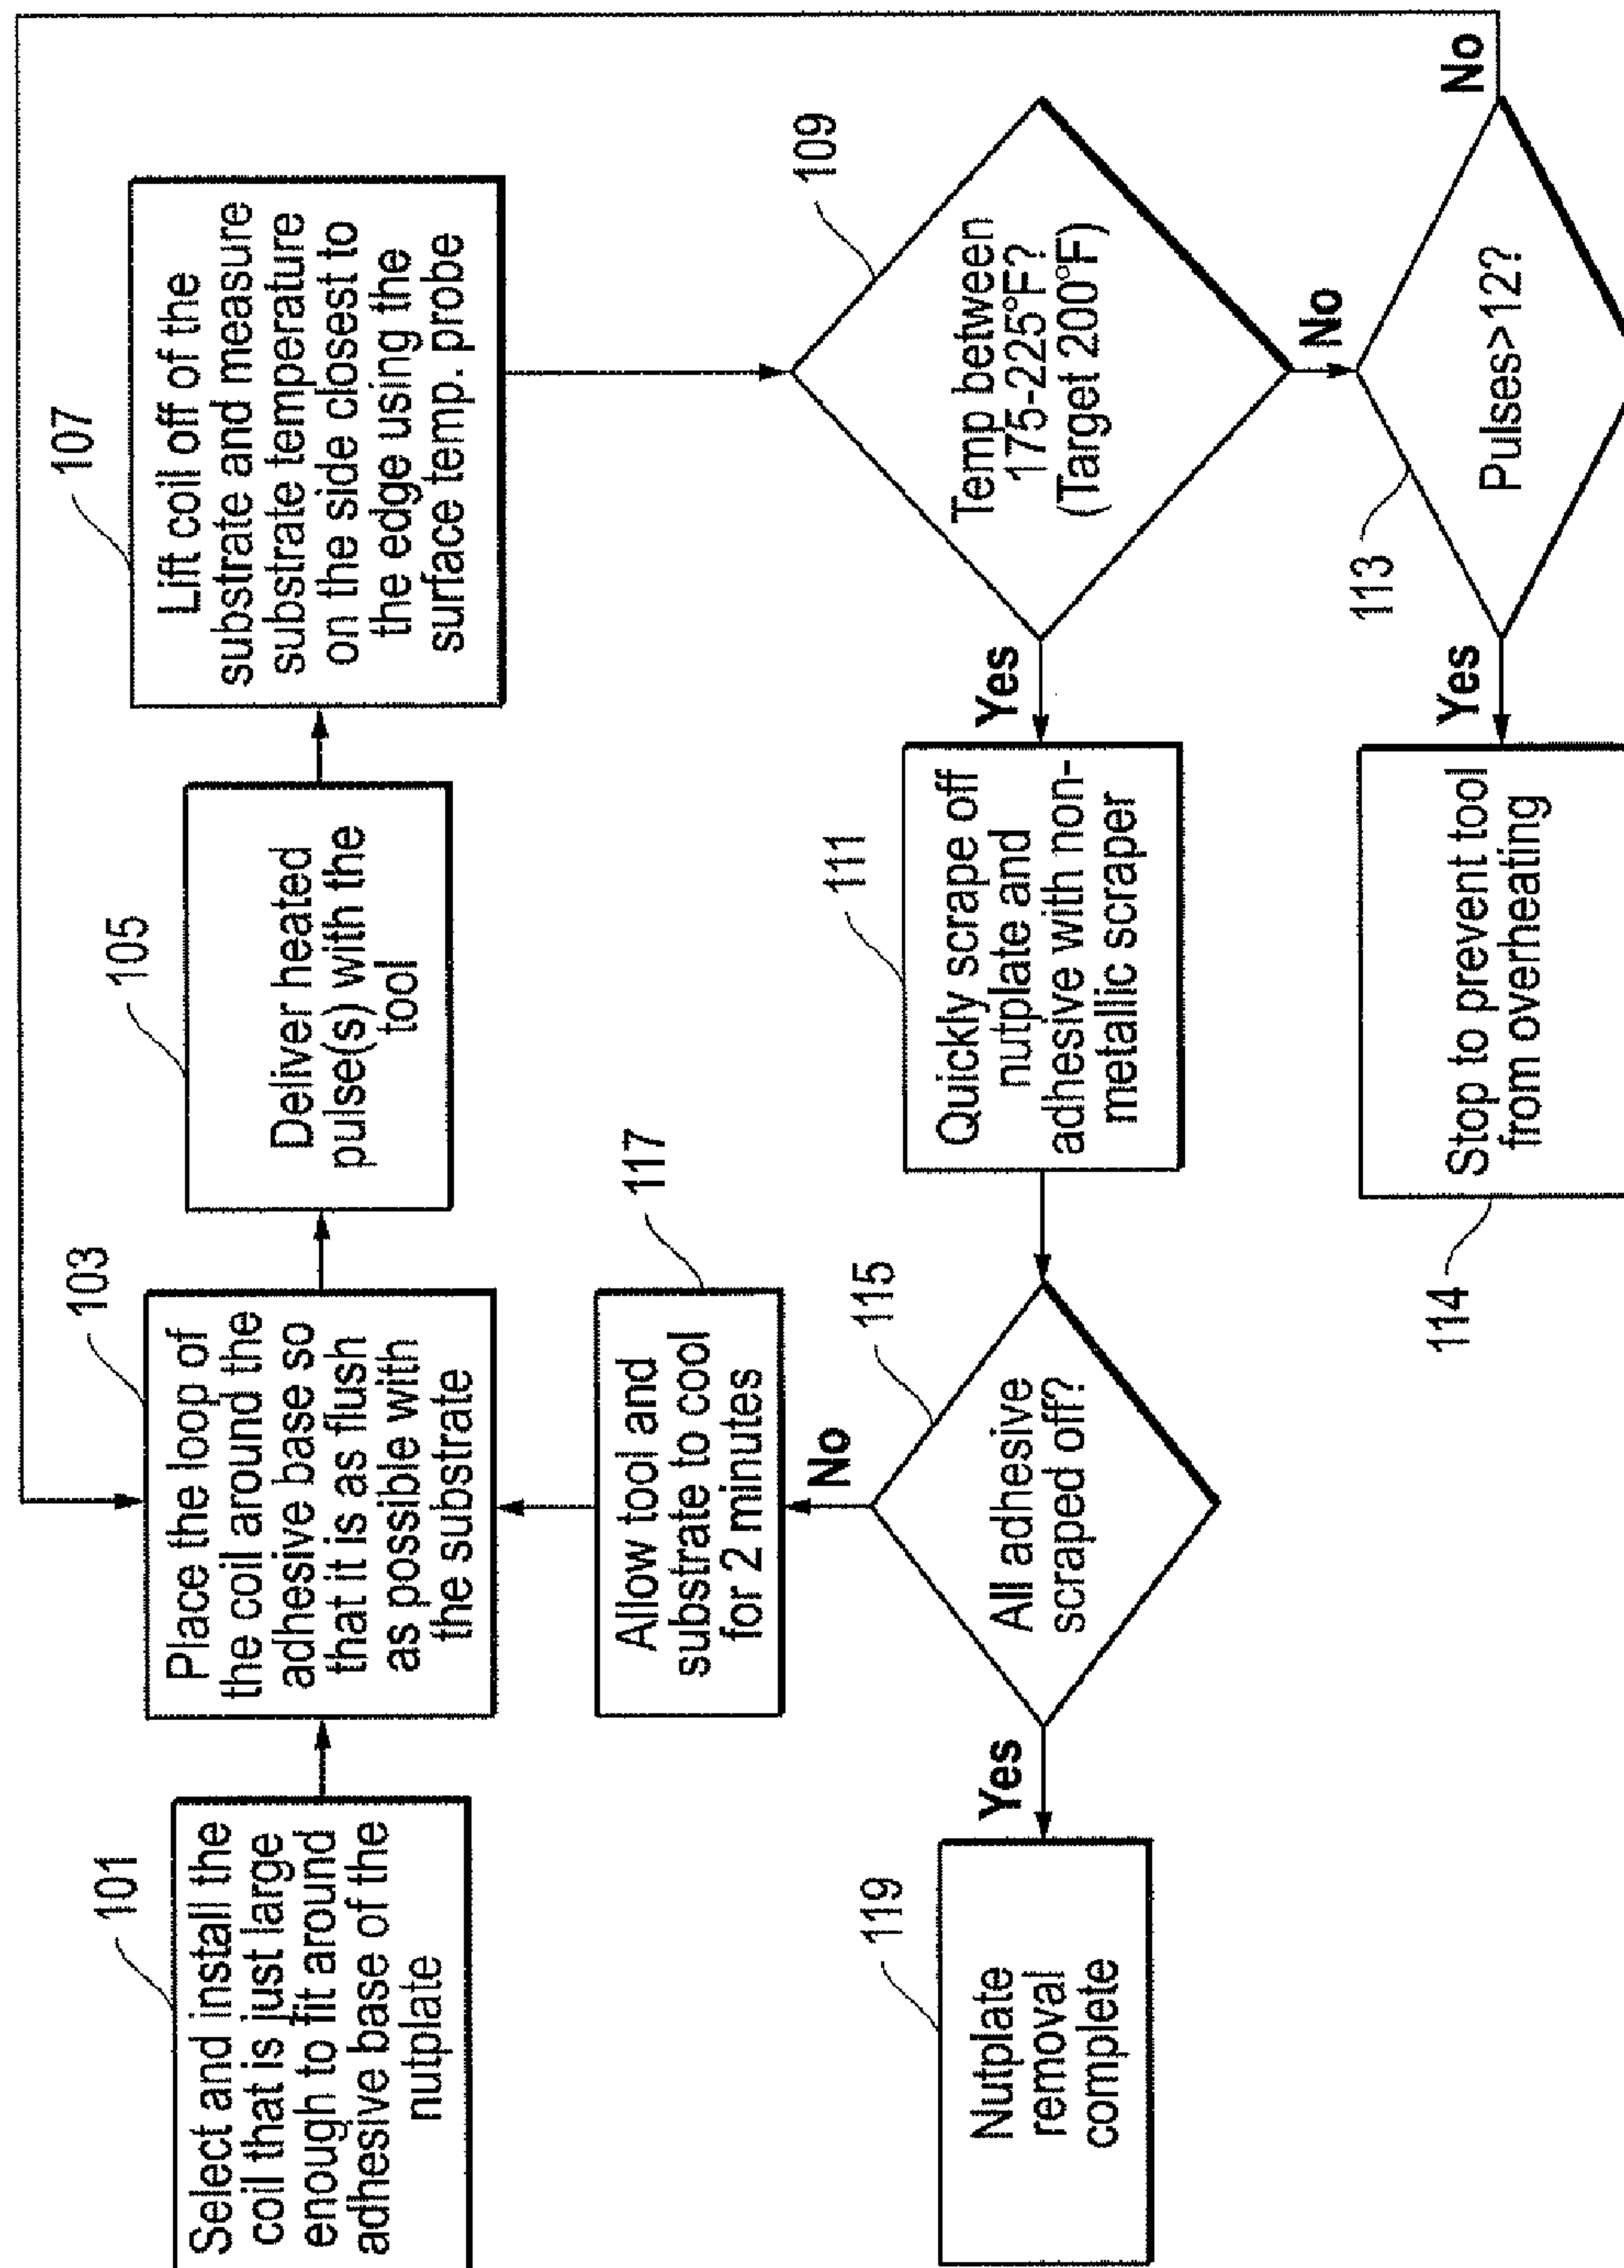 101
Select and install the
coil that is just large
enough to fit around
adhesive base of the
nutplate
103
Place the loop of
the coil around the
adhesive base so
that it is as flush
as possible with
the substrate
105
Deliver heated
pulse(s) with the
tool
107
Lift coil off of the
substrate and measure
substrate temperature
on the side closest to
the edge using the
surface temp. probe
117
Allow tool and
substrate to cool
for 2 minutes
No
119
Nutplate
removal
complete
Yes
115
All adhesive
scraped off?
111
Quickly scrape off
nutplate and
adhesive with non-
metallic scraper
Yes
109
Temp between
175-225°F?
(Target 200°F)
No
114
Stop to prevent tool
from overheating
Yes
113
Pulses>12?
No